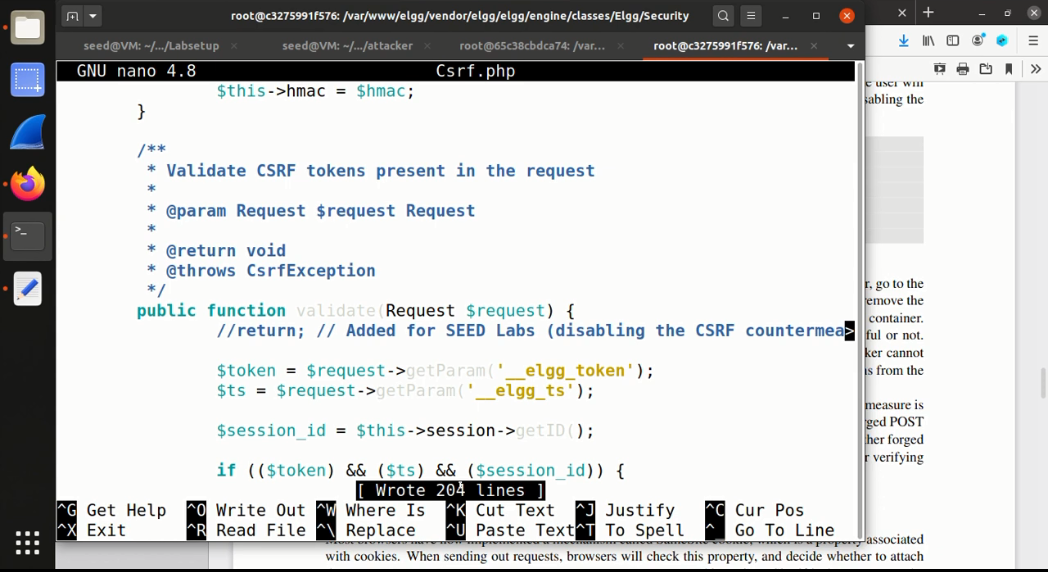 root@c3275991f576: /var/www/elgg/vendor/elgg/elgg/engine/classes/Elgg/Security
seed@VM: ~/.../Labsetup
seed@VM: ~/.../attacker
root@65c38cbdca74: /var...
root@c3275991f576: /var...
GNU nano 4.8
Csrf.php
$this->hmac = $hmac;
}
/**
* Validate CSRF tokens present in the request
*
* @param Request $request Request
*
* @return void
* @throws CsrfException
*/
public function validate(Request $request) {
//return; // Added for SEED Labs (disabling the CSRF countermea>
$token = $request->getParam('__elgg_token');
$ts = $request->getParam('__elgg_ts');
$session_id = $this->session->getID();
if (($token) && ($ts) && ($session_id)) {
[ Wrote 204 lines ]
^G Get Help ^O Write Out ^W Where Is ^K Cut Text ^J Justify ^C Cur Pos
^X Exit ^R Read File ^\ Replace ^U Paste Text ^T To Spell ^_ Go To Line
e user will
sabling the
r, go to the
emove the
container.
ful or not.
ker cannot
s from the
measure is
ged POST
her forged
r verifying
associated
with cookies. When sending out requests, browsers will check this property, and decide whether to attach